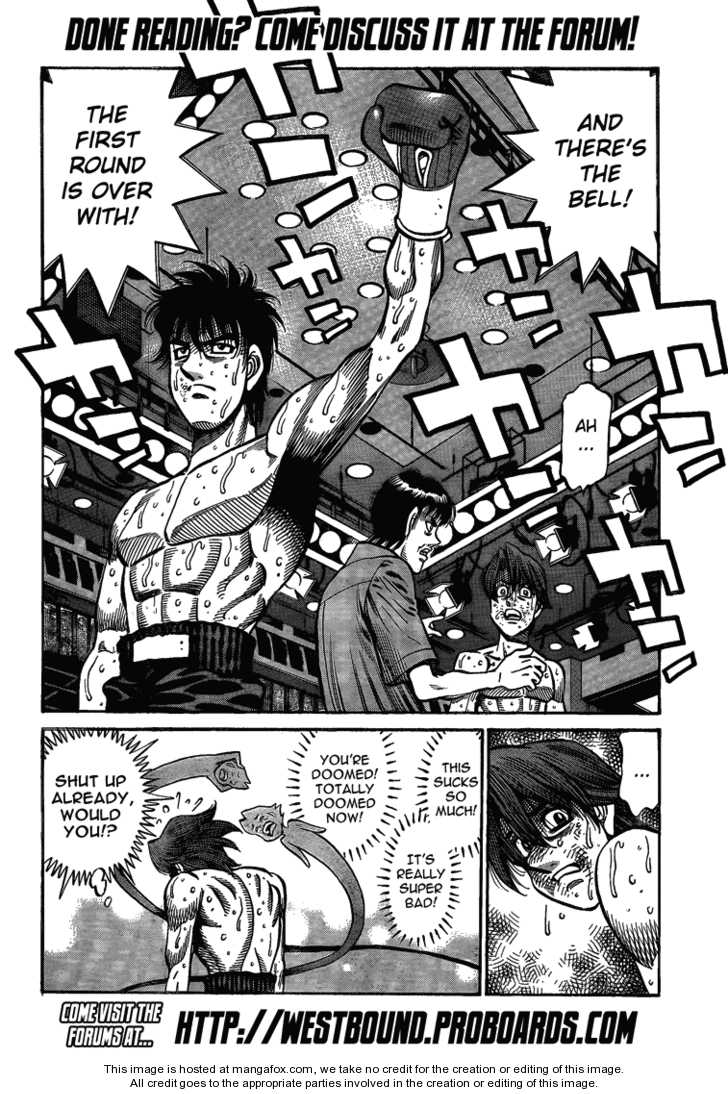 DONE READING? COME DISCUSS IT AT THE FORUM!
AND
THERE'S
THE
BELL!
THE
FIRST
ROUND
IS OVER
WITH!
AH
...
...
THIS
SUCKS
SO
MUCH!
YOU'RE
DOOMED!
TOTALLY
DOOMED
NOW!
IT'S
REALLY
SUPER
BAD!
SHUT UP
ALREADY,
WOULD
YOU!?
COME VISIT THE
FORUMS AT...
HTTP://WESTBOUND.PROBOARDS.COM
This image is hosted at mangafox.com, we take no credit for the creation or editing of this image.
All credit goes to the appropriate parties involved in the creation or editing of this image.